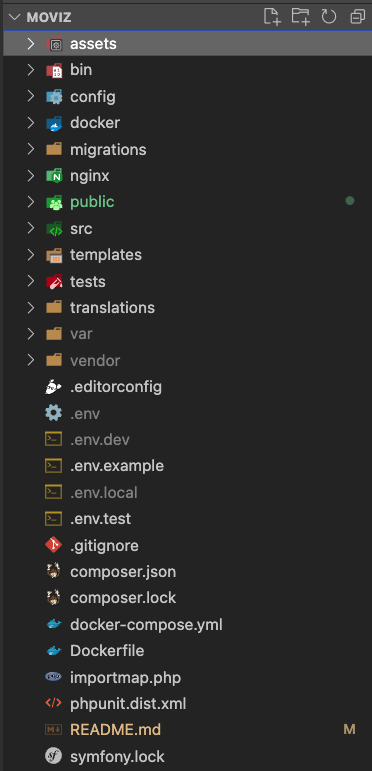 MOVIZ
assets
bin
config
docker
migrations
nginx
public
src
templates
tests
translations
var
vendor
.editorconfig
.env
.env.dev
.env.example
.env.local
.env.test
.gitignore
composer.json
composer.lock
docker-compose.yml
Dockerfile
importmap.php
phpunit.dist.xml
README.md M
symfony.lock